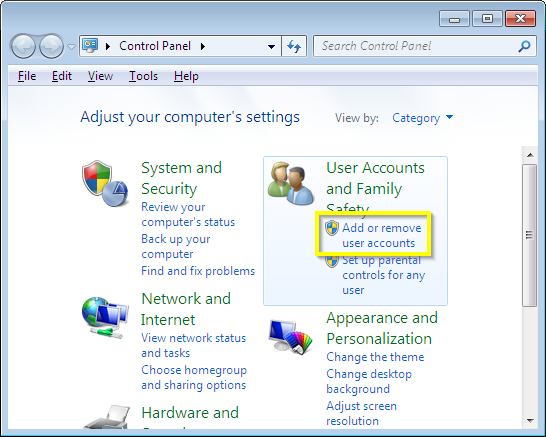 Control Panel
Search Control Panel
File Edit View Tools Help
Adjust your computer's settings
View by: Category
System and
Security
Review your
computer's status
Back up your
computer
Find and fix problems
Network and
Internet
View network status
and tasks
Choose homegroup
and sharing options
Hardware and
User Accounts
and Family
Safety
Add or remove
user accounts
Set up parental
controls for any
user
Appearance and
Personalization
Change the theme
Change desktop
background
Adjust screen
resolution